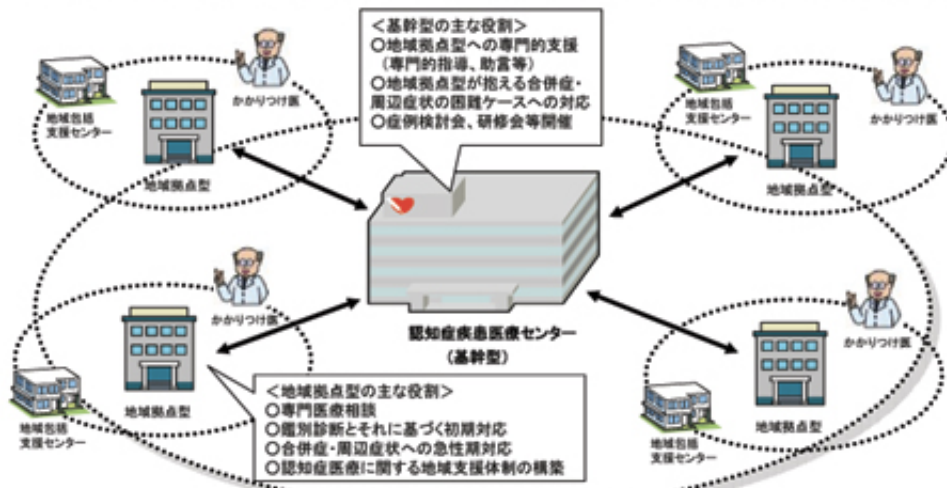 <基幹型の主な役割>
○地域拠点型への専門的支援
(専門的指導、助言等)
○地域拠点型が抱える合併症・
周辺症状の困難ケースへの対応
○症例検討会、研修会等開催
かかりつけ医
地域包括
支援センター
地域拠点型
地域包括
支援センター
かかりつけ医
地域拠点型
かかりつけ医
地域拠点型
地域包括
支援センター
認知症疾患医療センター
(基幹型)
かかりつけ医
地域拠点型
地域包括
支援センター
<地域拠点型の主な役割>
○専門医療相談
○鑑別診断とそれに基づく初期対応
○合併症・周辺症状への急性期対応
○認知症医療に関する地域支援体制の構築